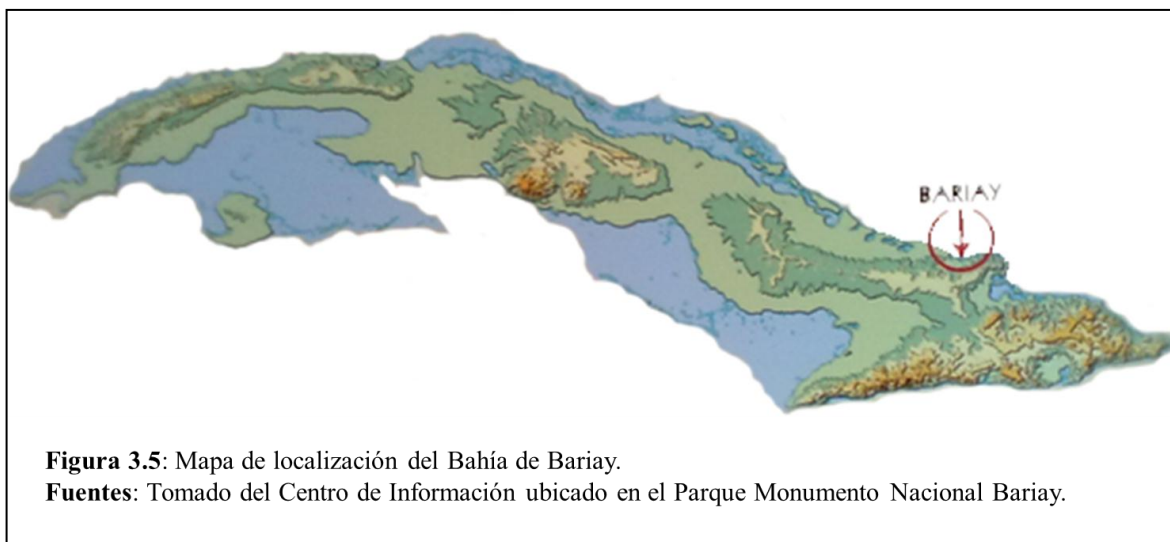 BARIAY
Figura 3.5: Mapa de localización del Bahía de Bariay.
Fuentes: Tomado del Centro de Información ubicado en el Parque Monumento Nacional Bariay.